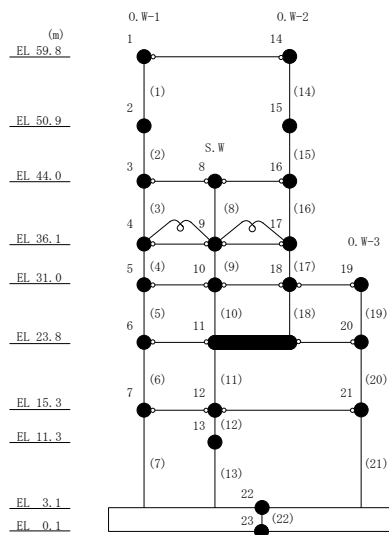 O.W-1 O.W-2
(m)
1 14
EL 59.8
(1) (14)
2 15
EL 50.9
S.W
(2) (15)
3 8 16
EL 44.0
(3) (8) (16)
4 9 17
EL 36.1
O.W-3
(4) (9) (17)
5 10 18 19
EL 31.0
(5) (10) (18) (19)
6 11 20
EL 23.8
(6) (11) (20)
7 12 21
EL 15.3
(12)
13
EL 11.3
(7) (13) (21)
22
EL 3.1
23 (22)
EL 0.1